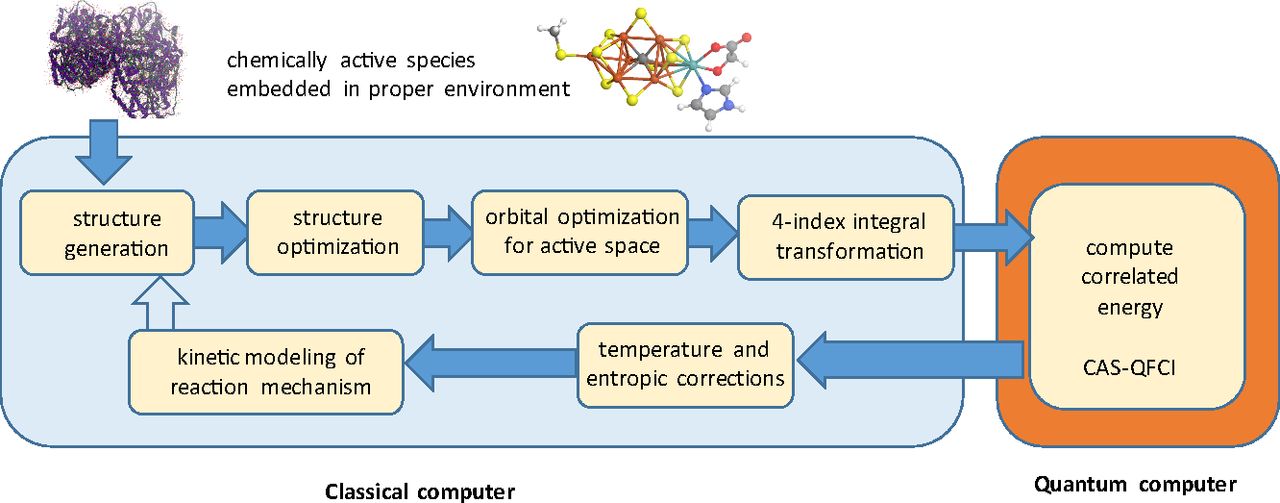 chemically active species
embedded in proper environment
structure
generation
structure
optimization
orbital optimization
for active space
4-index integral
transformation
compute
correlated
energy
CAS-QFCI
temperature and
entropic corrections
kinetic modeling of
reaction mechanism
Classical computer
Quantum computer